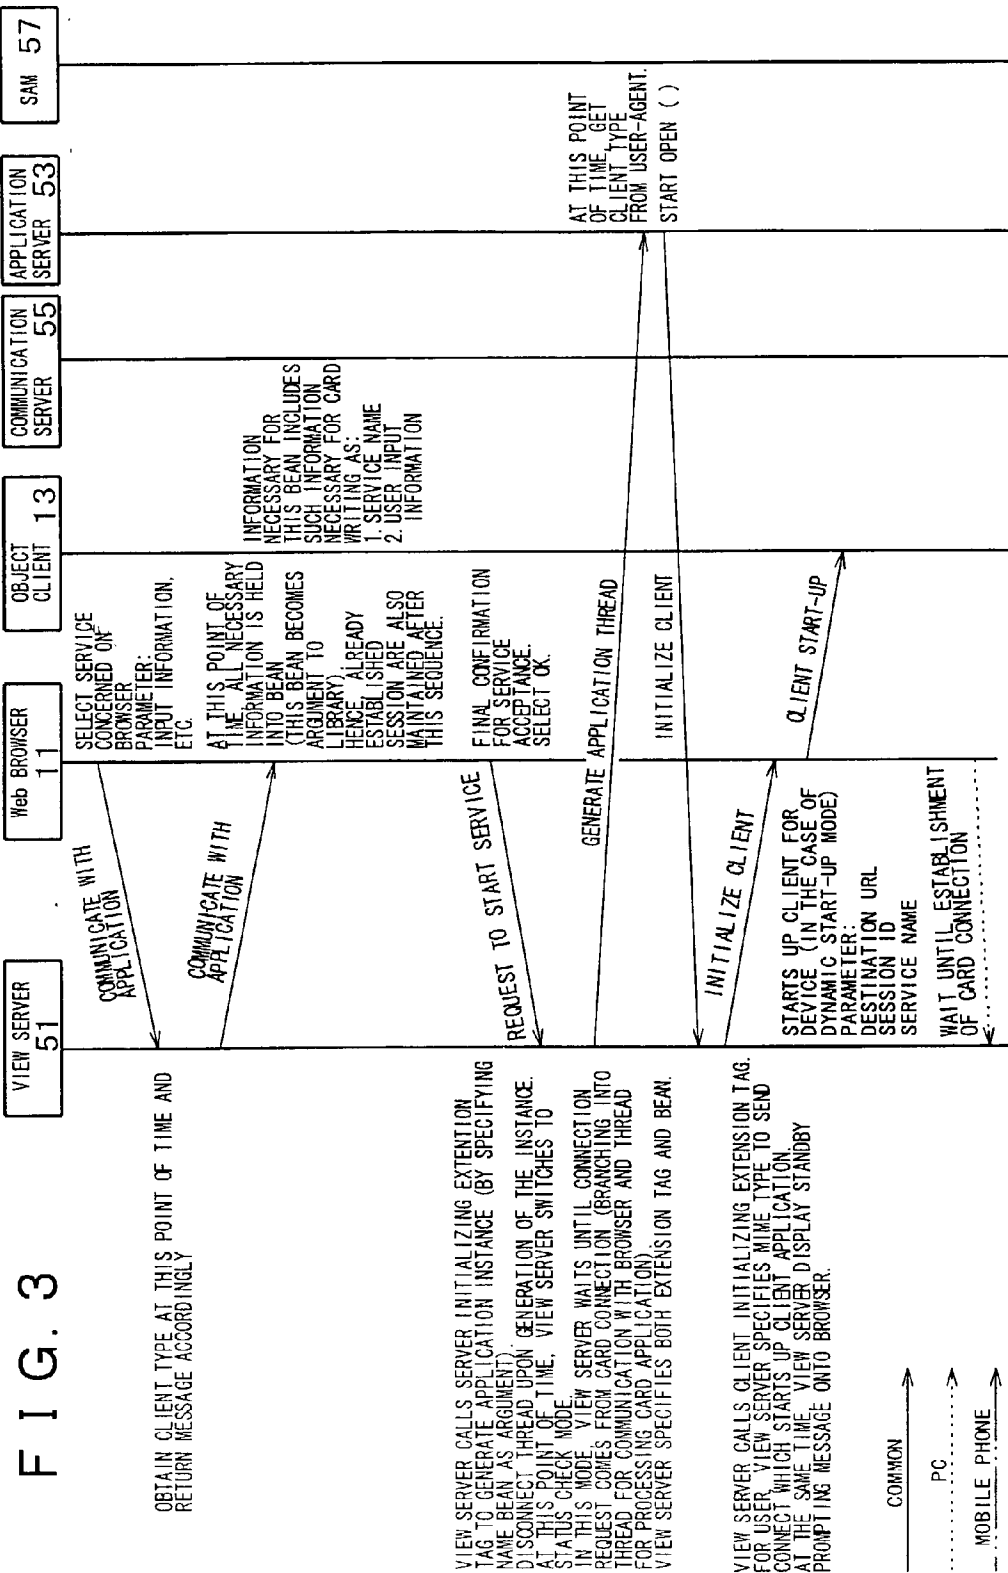 FIG. 3
VIEW SERVER
51
Web BROWSER
11
OBJECT
CLIENT 13
COMMUNICATION
SERVER 55
APPLICATION
SERVER 53
SAM 57
COMMUNICATE WITH
APPLICATION
SELECT SERVICE
CONCERNED ON
BROWSER
PARAMETER:
INPUT INFORMATION,
ETC.
OBTAIN CLIENT TYPE AT THIS POINT OF TIME AND
RETURN MESSAGE ACCORDINGLY
COMMUNICATE WITH
APPLICATION
AT THIS POINT OF
TIME, ALL NECESSARY
INFORMATION IS HELD
INTO BEAN
(THIS BEAN BECOMES
ARGUMENT TO
LIBRARY).
HENCE, ALREADY
ESTABLISHED
SESSION ARE ALSO
MAINTAINED AFTER
THIS SEQUENCE.
INFORMATION
NECESSARY FOR
THIS BEAN INCLUDES
SUCH INFORMATION
NECESSARY FOR CARD
WRITING AS:
1. SERVICE NAME
2. USER INPUT
INFORMATION
FINAL CONFIRMATION
FOR SERVICE
ACCEPTANCE.
SELECT OK.
REQUEST TO START SERVICE
VIEW SERVER CALLS SERVER INITIALIZING EXTENTION
TAG TO GENERATE APPLICATION INSTANCE (BY SPECIFYING
NAME BEAN AS ARGUMENT).
DISCONNECT THREAD UPON GENERATION OF THE INSTANCE.
AT THIS POINT OF TIME, VIEW SERVER SWITCHES TO
STATUS CHECK MODE.
IN THIS MODE, VIEW SERVER WAITS UNTIL CONNECTION
REQUEST COMES FROM CARD CONNECTION (BRANCHING INTO
THREAD FOR COMMUNICATION WITH BROWSER AND THREAD
FOR PROCESSING CARD APPLICATION).
VIEW SERVER SPECIFIES BOTH EXTENSION TAG AND BEAN.
GENERATE APPLICATION THREAD
AT THIS POINT
OF TIME, GET
CLIENT TYPE
FROM USER-AGENT.
START OPEN ( )
INITIALIZE CLIENT
INITIALIZE CLIENT
VIEW SERVER CALLS CLIENT INITIALIZING EXTENSION TAG.
FOR USER, VIEW SERVER SPECIFIES MIME TYPE TO SEND
CONNECT WHICH STARTS UP CLIENT APPLICATION.
AT THE SAME TIME, VIEW SERVER DISPLAY STANDBY
PROMPTING MESSAGE ONTO BROWSER.
CLIENT START-UP
STARTS UP CLIENT FOR
DEVICE (IN THE CASE OF
DYNAMIC START-UP MODE)
PARAMETER:
DESTINATION URL
SESSION ID
SERVICE NAME
WAIT UNTIL ESTABLISHMENT
OF CARD CONNECTION
COMMON
PC
MOBILE PHONE